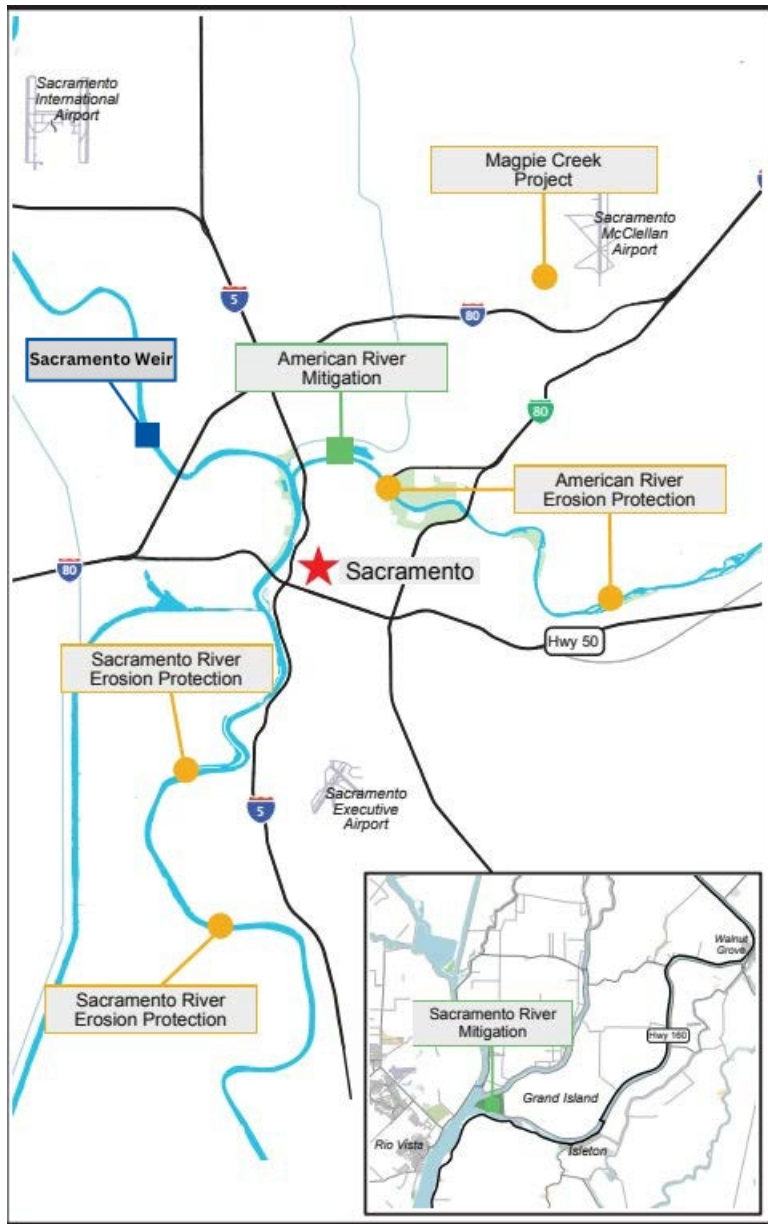 Sacramento
International
Airport
Magpie Creek
Project
Sacramento
McClellan
Airport
5
80
Sacramento Weir
American River
Mitigation
80
American River
Erosion Protection
80
Sacramento
Hwy 50
Sacramento River
Erosion Protection
5
Sacramento
Executive
Airport
Sacramento River
Erosion Protection
Walnut
Grove
Sacramento River
Mitigation
Hwy 160
Grand Island
Rio Vista
Isleton